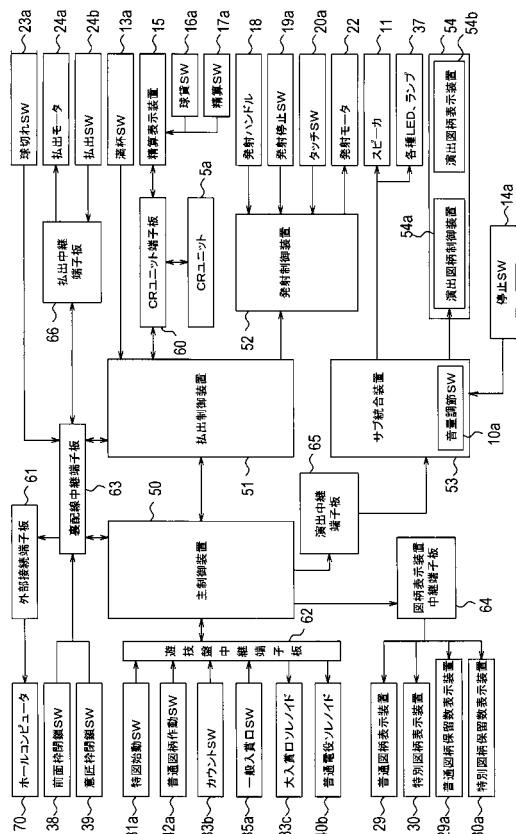 70
ホールコンピュータ
38
前面枠閉鎖SW
39
意匠枠閉鎖SW
31a
特図始動SW
32a
普通図柄作動SW
33b
カウントSW
35a
一般入賞口SW
33c
大入賞口ソレノイド
40b
普通電役ソレノイド
29
普通図柄表示装置
30
特別図柄表示装置
29a
普通図柄保留数表示装置
30a
特別図柄保留数表示装置
外部接続端子板
61
裏配線中継端子板
63
主制御装置
50
遊技盤中継端子板
62
演出中継
端子板
65
図柄表示装置
中継端子板
64
払出中継
端子板
66
払出制御装置
51
CRユニット端子板
60
CRユニット
5a
発射制御装置
52
サブ統合装置
53
音量調節SW
10a
球切れSW
23a
払出モータ
24a
払出SW
24b
満杯SW
13a
精算表示装置
15
球貸SW
16a
精算SW
17a
発射ハンドル
18
発射停止SW
19a
タッチSW
20a
発射モータ
22
スピーカ
11
各種LED、ランプ
37
54
演出図柄表示装置
54b
演出図柄制御装置
54a
停止SW
14a